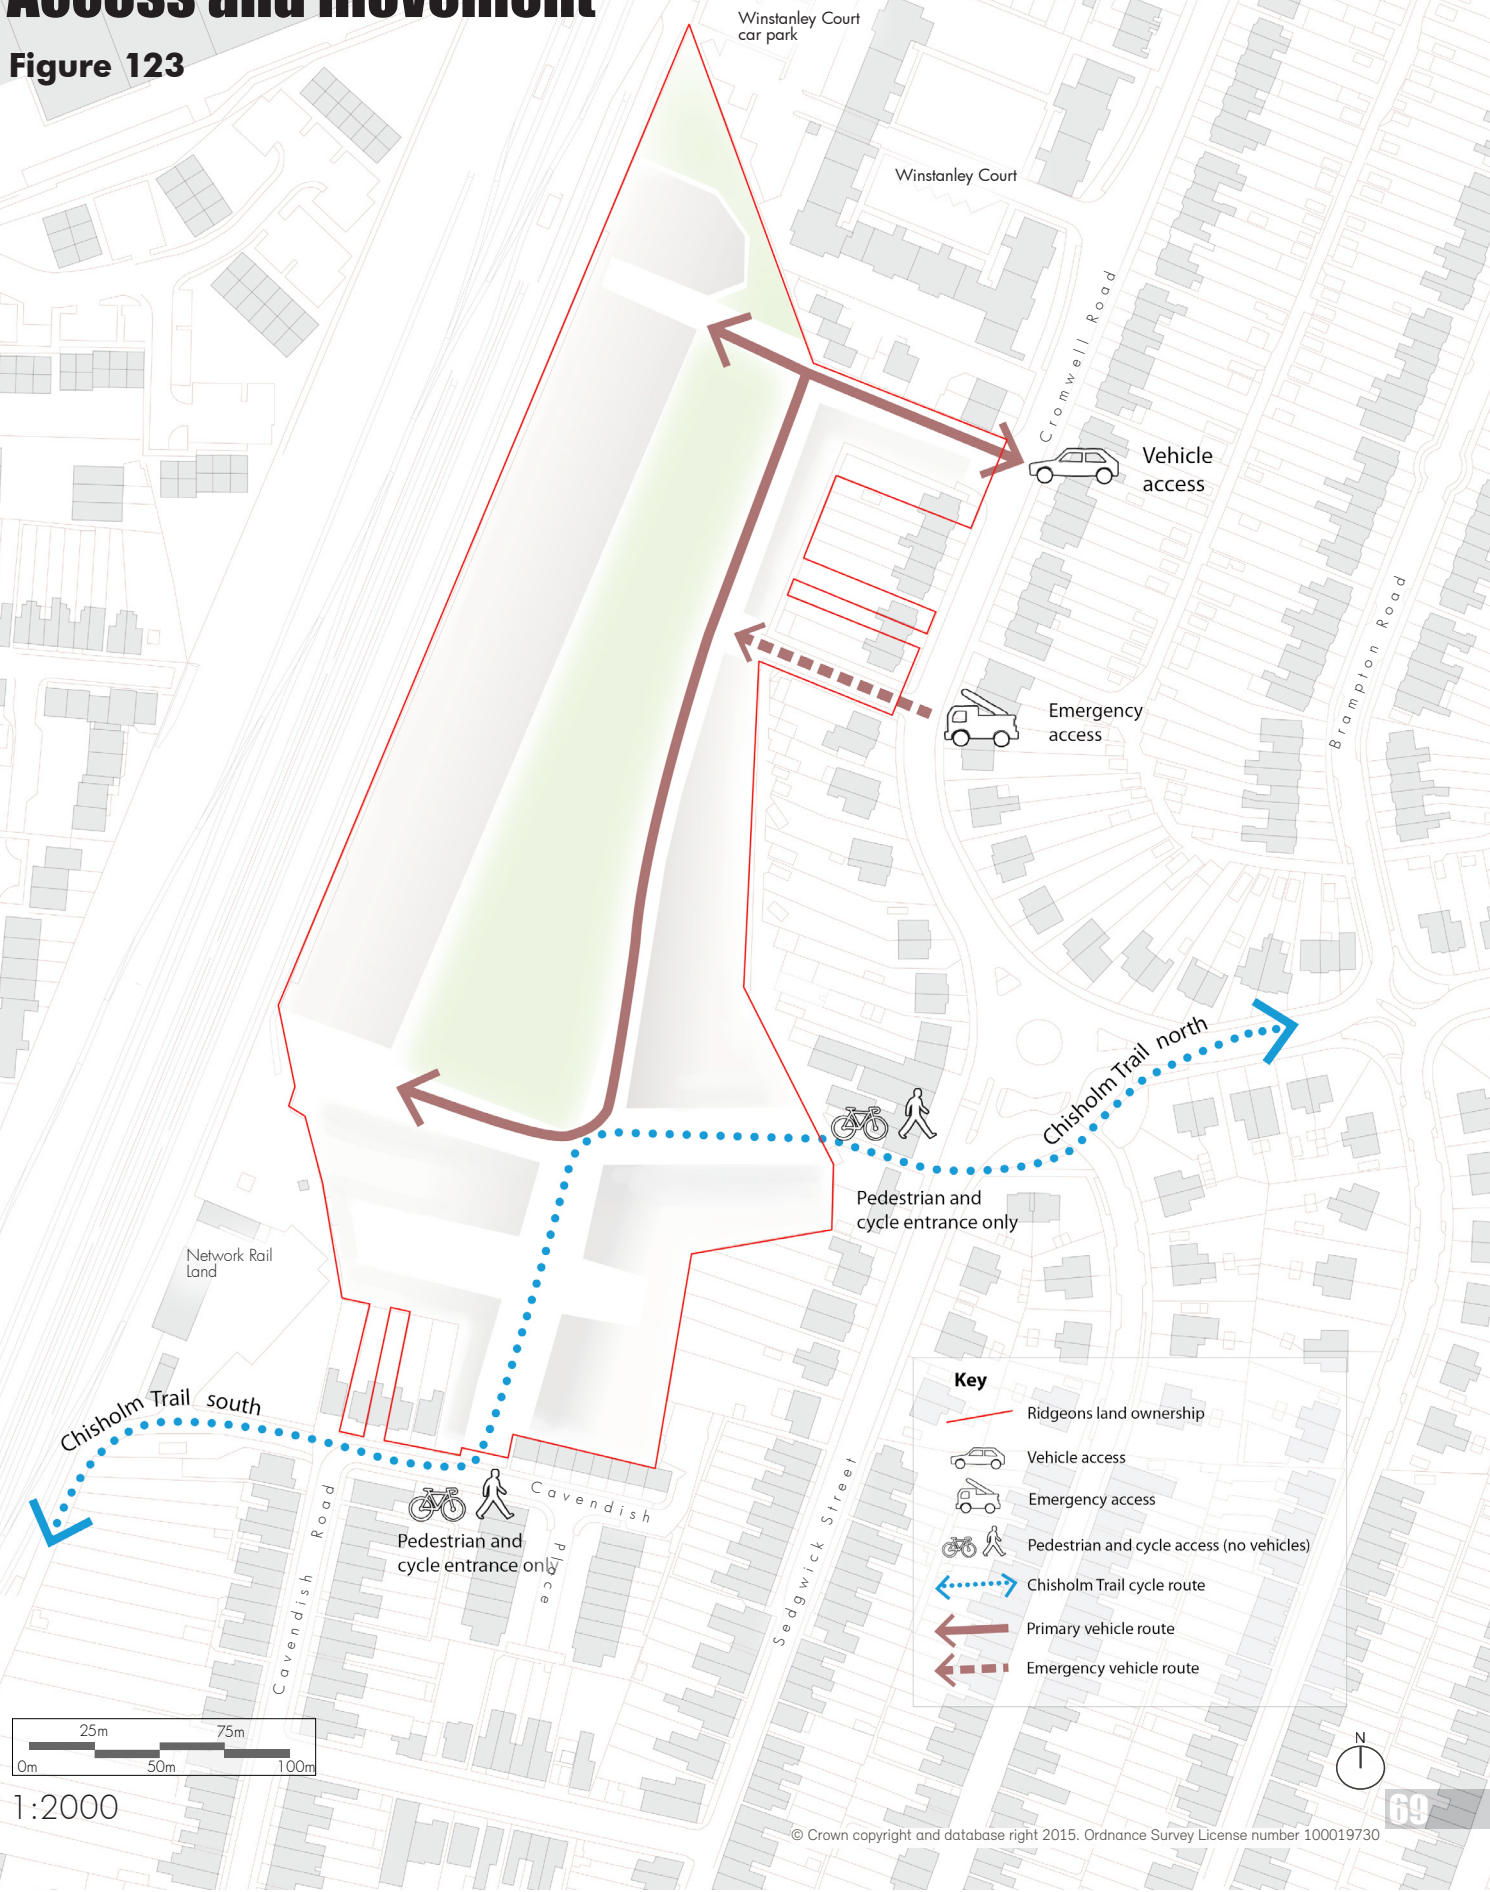 Access and movement
Figure 123
Winstanley Court
car park
Winstanley Court
Cromwell Road
Vehicle
access
Brampton Road
Emergency
access
Chisholm Trail north
Pedestrian and
cycle entrance only
Network Rail
Land
Chisholm Trail south
Cavendish
Place
Pedestrian and
cycle entrance only
Cavendish Road
Sedgwick Street
Key
Ridgeons land ownership
Vehicle access
Emergency access
Pedestrian and cycle access (no vehicles)
Chisholm Trail cycle route
Primary vehicle route
Emergency vehicle route
25m 75m
0m 50m 100m
1:2000
N
69
© Crown copyright and database right 2015. Ordnance Survey License number 100019730